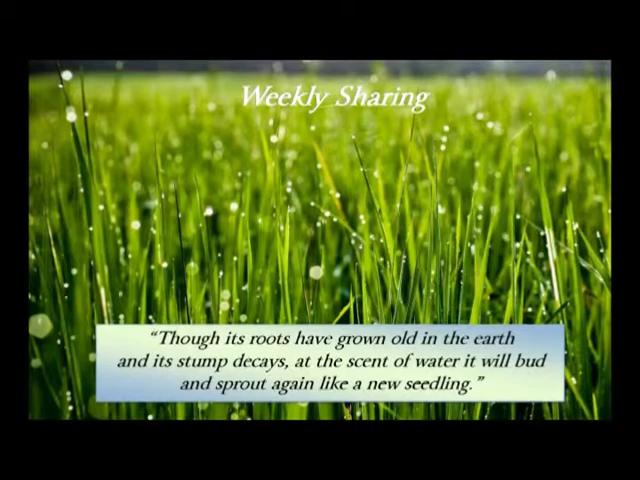 Weekly Sharing
“Though its roots have grown old in the earth
and its stump decays, at the scent of water it will bud
and sprout again like a new seedling.”